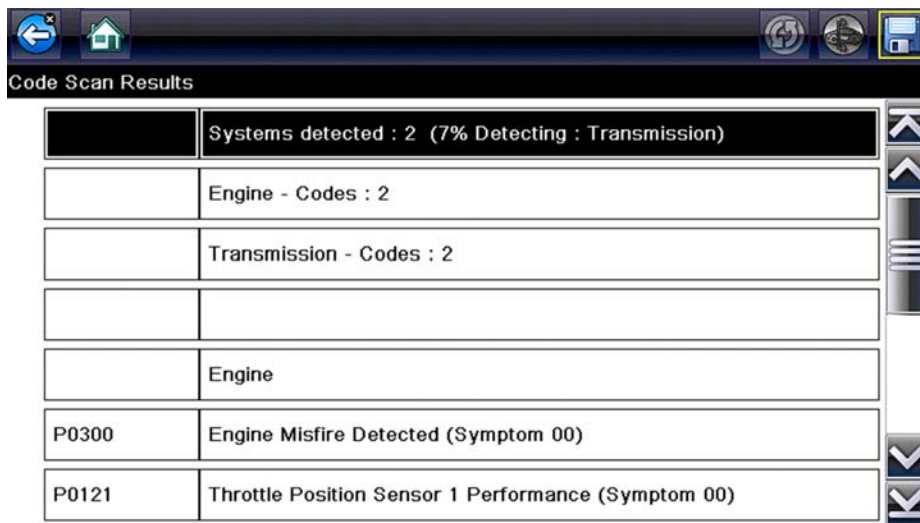 Code Scan Results
Systems detected : 2 (7% Detecting : Transmission)
Engine - Codes : 2
Transmission - Codes : 2
Engine
P0300 Engine Misfire Detected (Symptom 00)
P0121 Throttle Position Sensor 1 Performance (Symptom 00)